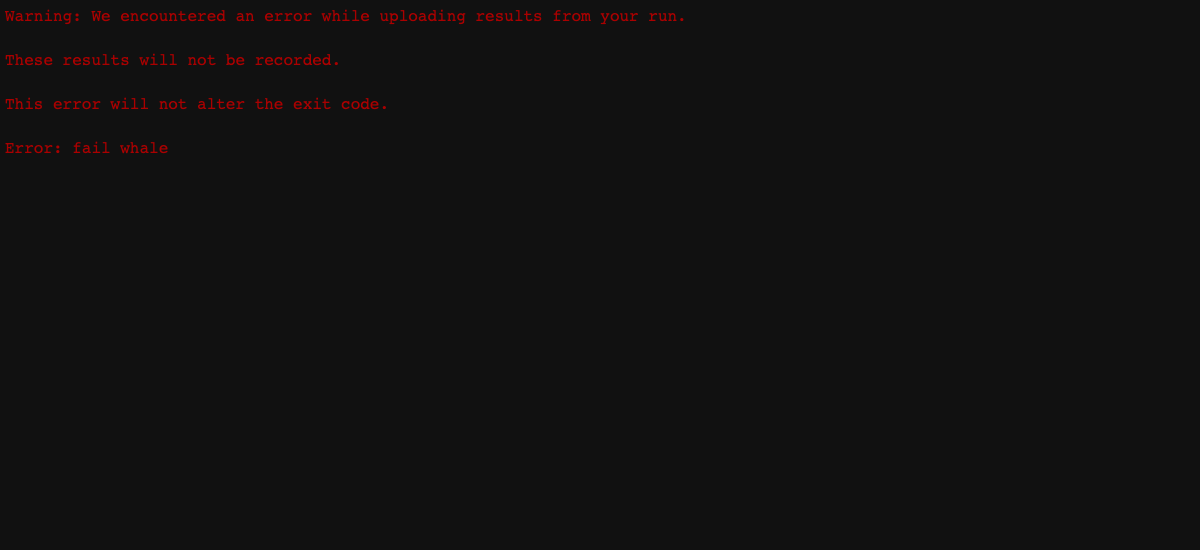 Warning: We encountered an error while uploading results from your run.
These results will not be recorded.
This error will not alter the exit code.
Error: fail whale